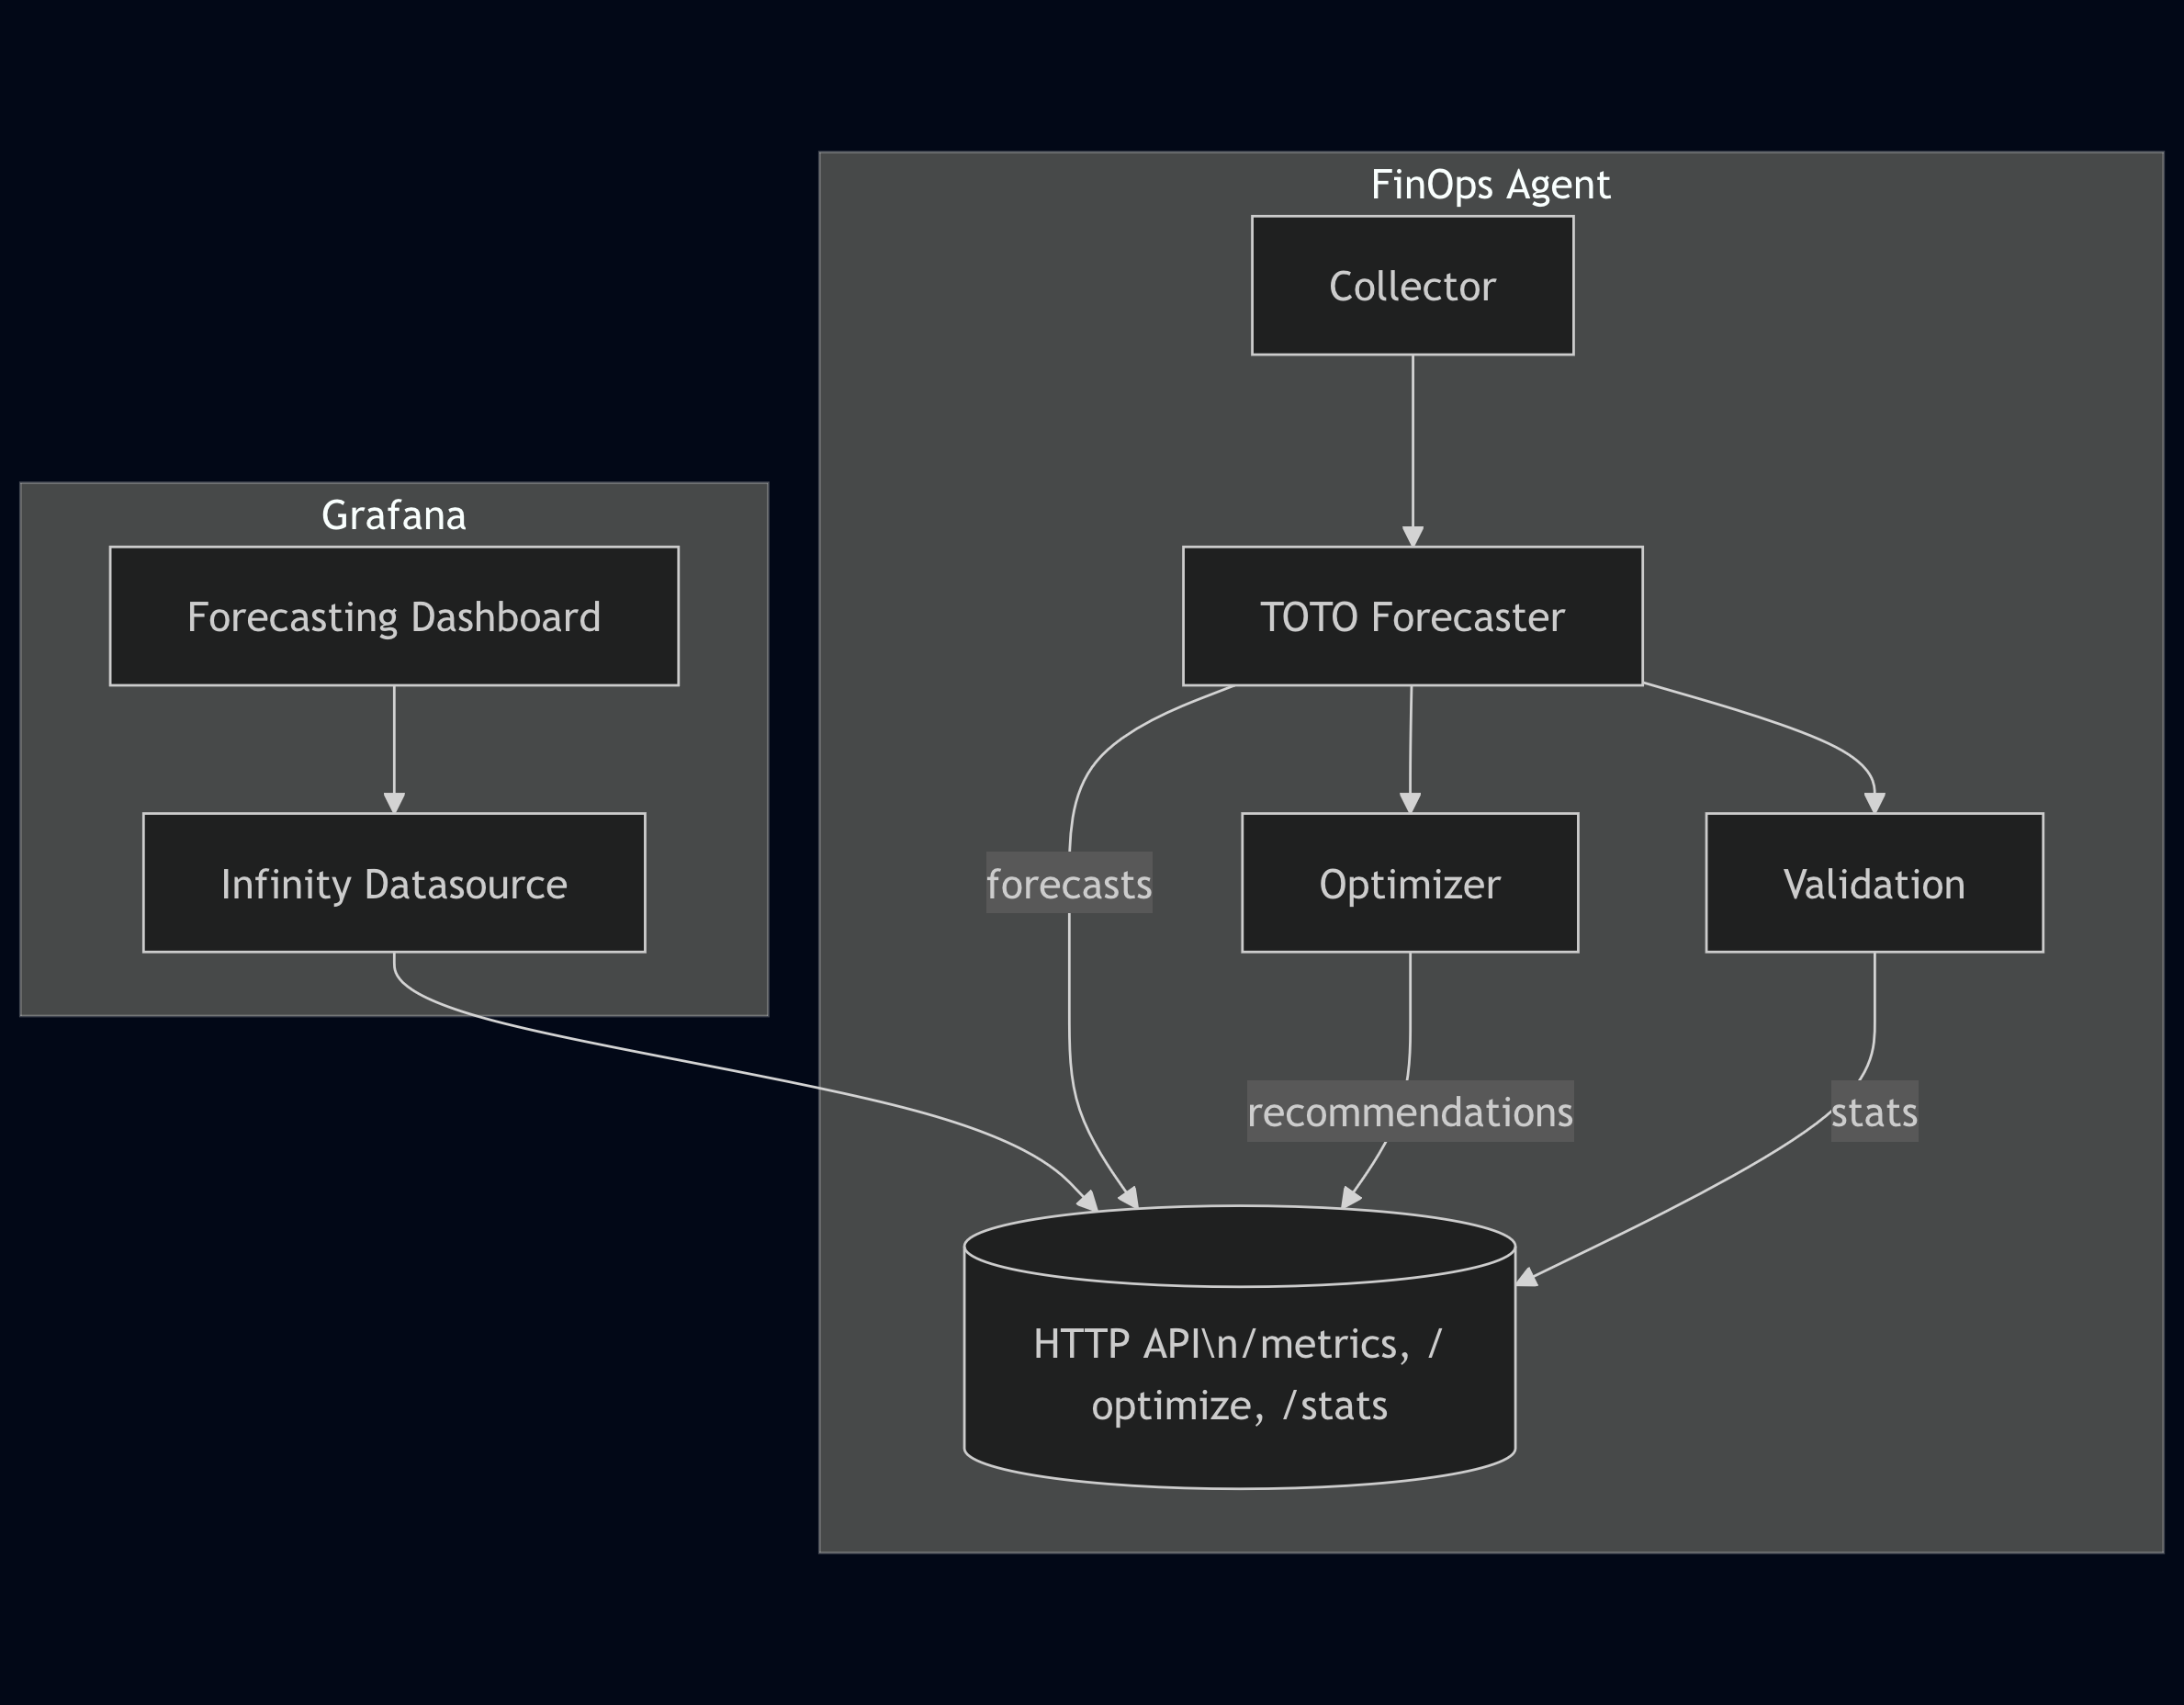 FinOps Agent
Collector
Grafana
Forecasting Dashboard
TOTO Forecaster
Infinity Datasource
forecasts
Optimizer
Validation
recommendations
stats
HTTP API\n/metrics, /
optimize, /stats